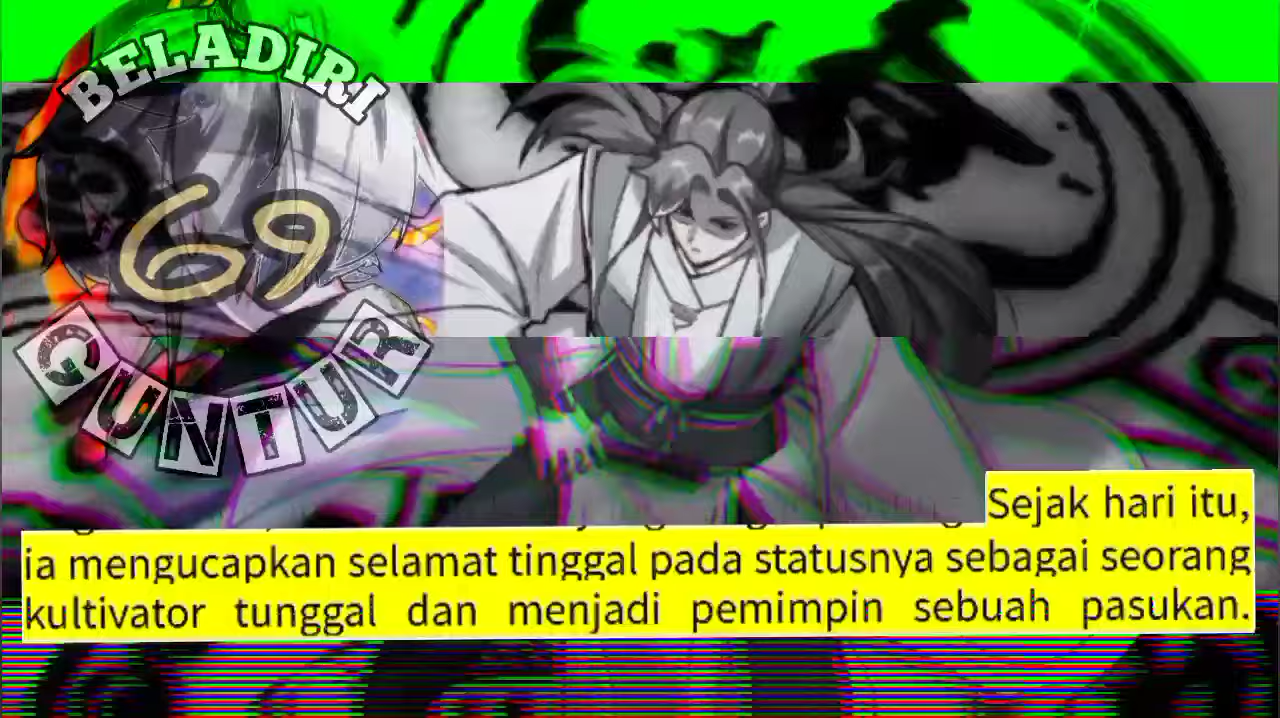 BELADIRI
69
GUNTUR
Sejak hari itu,
ia mengucapkan selamat tinggal pada statusnya sebagai seorang
kultivator tunggal dan menjadi pemimpin sebuah pasukan.